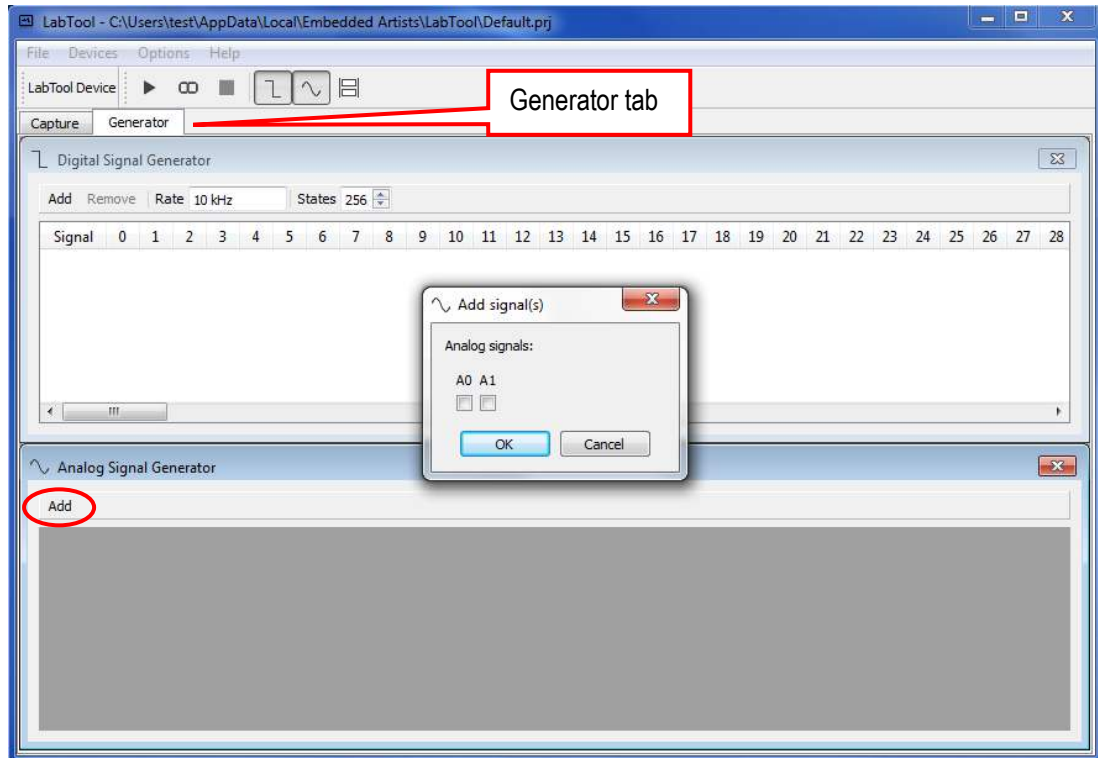 LabTool - C:\Users\test\AppData\Local\Embedded Artists\LabTool\Default.prj
File Devices Options Help
LabTool Device
Generator tab
Capture Generator
Digital Signal Generator
Add Remove Rate 10 kHz States 256
Signal 0 1 2 3 4 5 6 7 8 9 10 11 12 13 14 15 16 17 18 19 20 21 22 23 24 25 26 27 28
Add signal(s)
Analog signals:
A0 A1
OK Cancel
Analog Signal Generator
Add